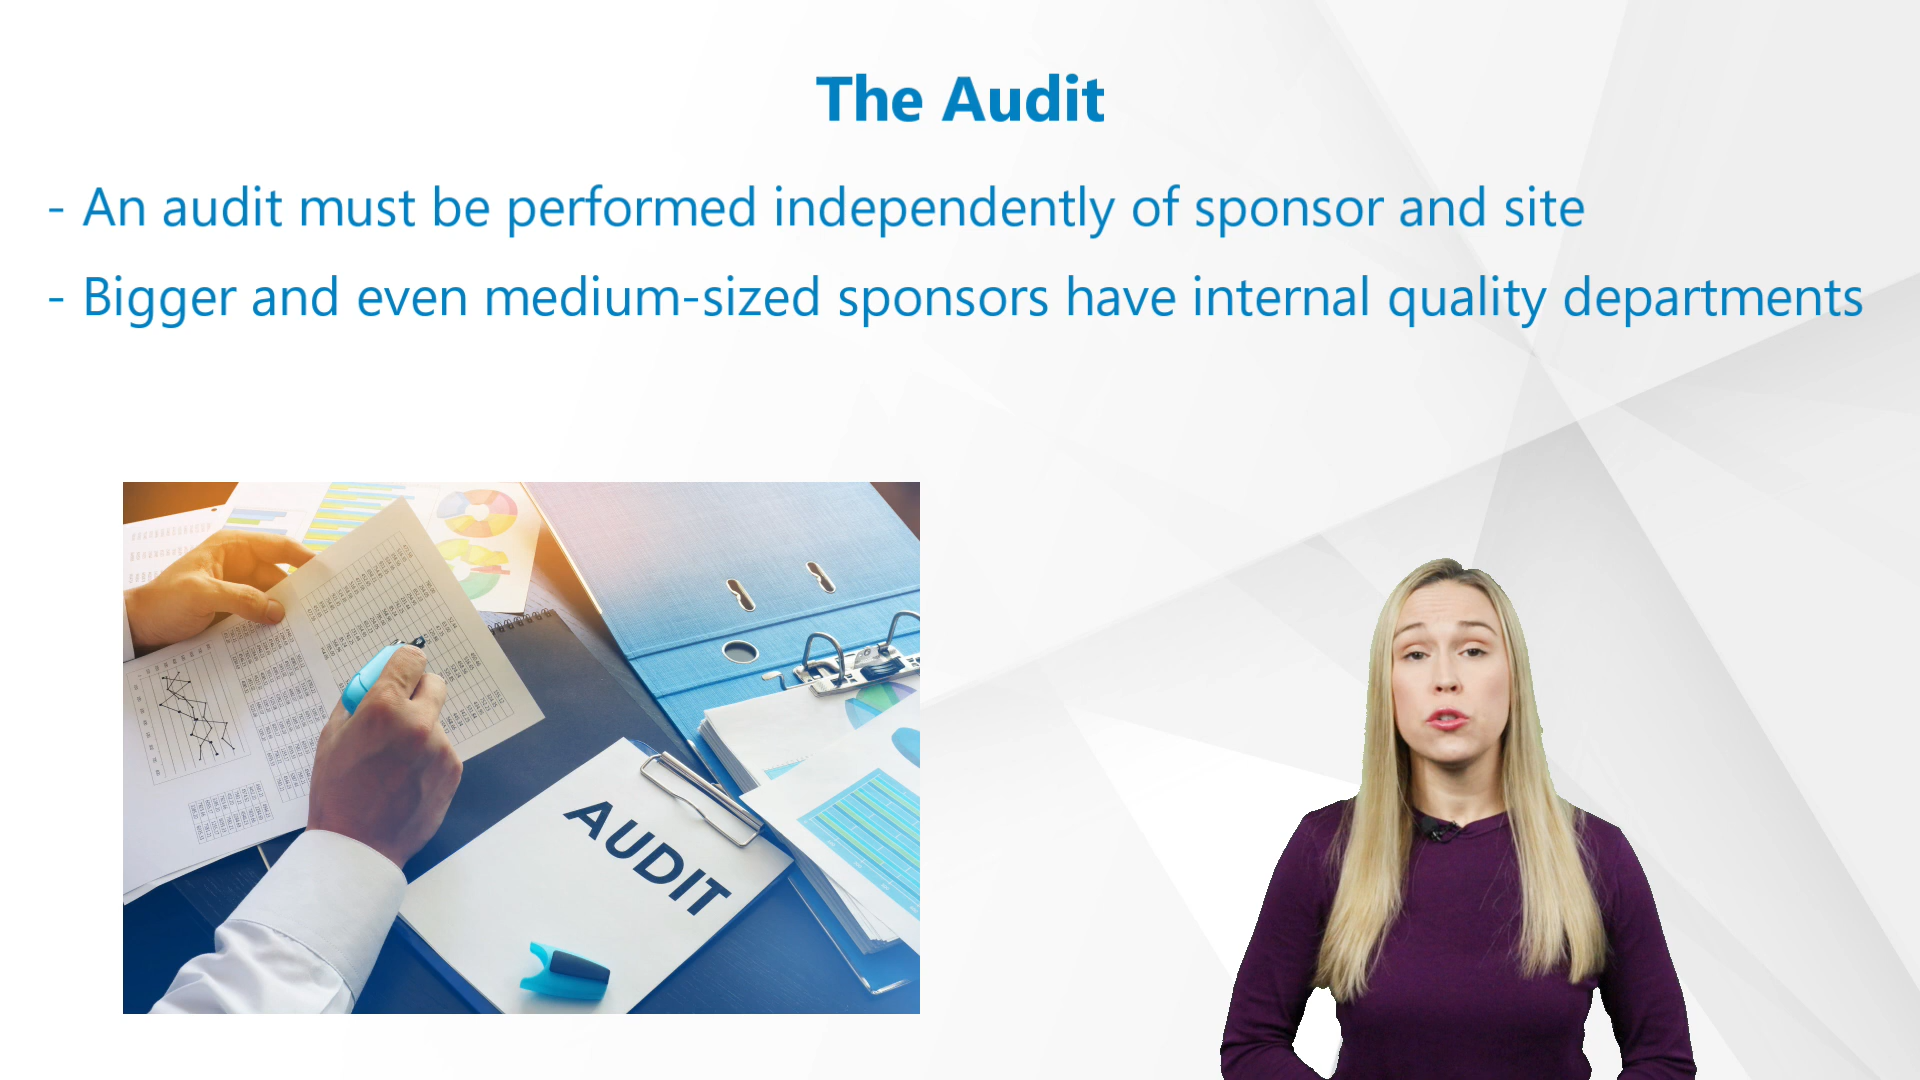 The Audit
- An audit must be performed independently of sponsor and site
- Bigger and even medium-sized sponsors have internal quality departments
AUDIT